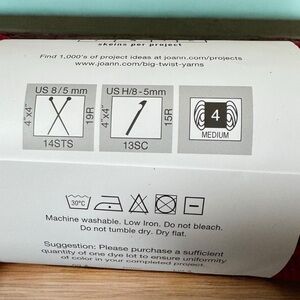 skeins per project
Find 1,000's of project ideas at joann.com/projects
www.joann.com/big-twist-yarns
US 8/5 mm
4"x4"
19R
14STS
US H/8-5mm
4"x4"
15R
13SC
4
MEDIUM
30°C
Machine washable. Low Iron. Do not bleach.
Do not tumble dry. Dry flat.
Suggestion: Please purchase a sufficient
quantity of one dye lot to ensure uniformity
of color in your completed project.